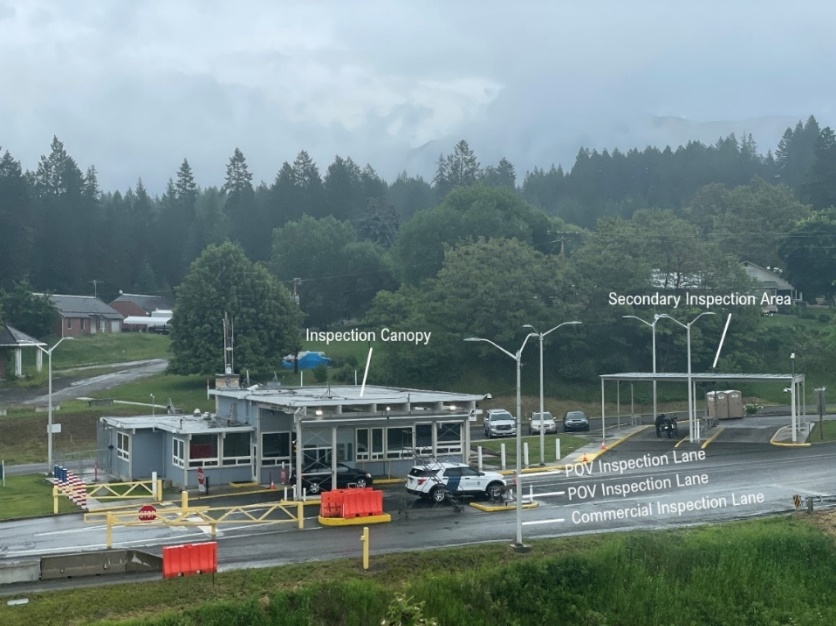 Secondary Inspection Area
Inspection Canopy
POV Inspection Lane
POV Inspection Lane
Commercial Inspection Lane